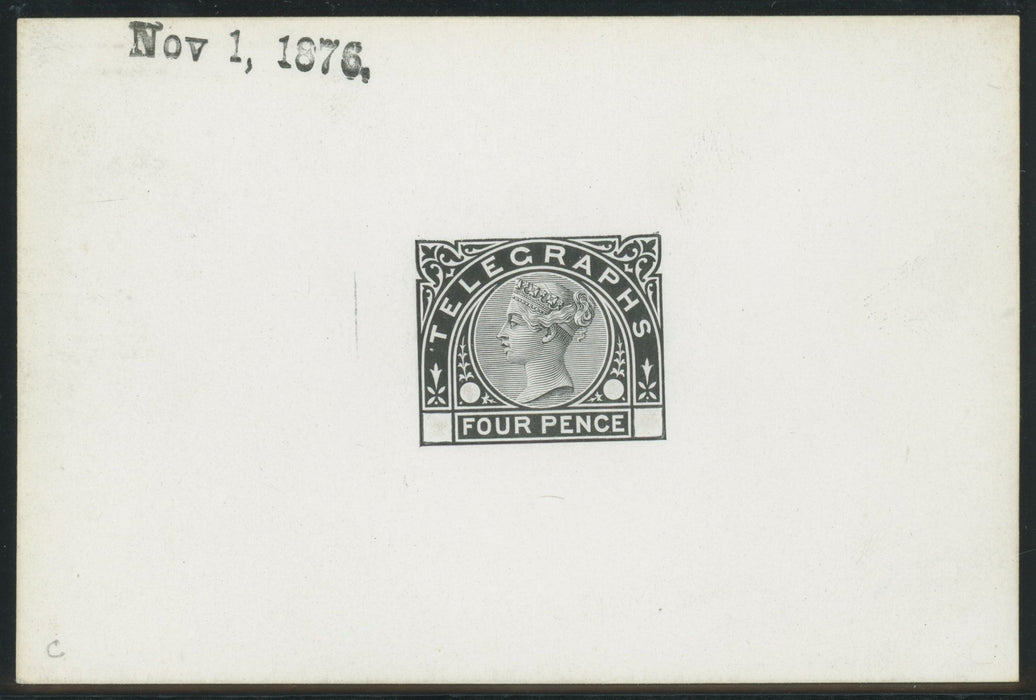 Nov 1, 1876.
TELEGRAPHS
FOUR PENCE
C